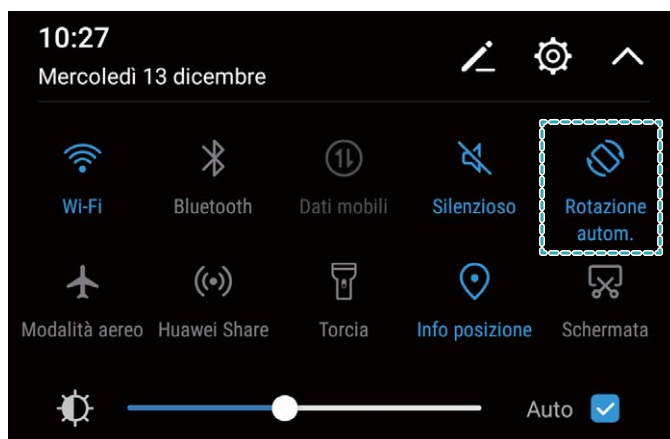 10:27
Mercoledì 13 dicembre
Wi-Fi Bluetooth Dati mobili Silenzioso Rotazione
autom.
Modalità aereo Huawei Share Torcia Info posizione Schermata
Auto